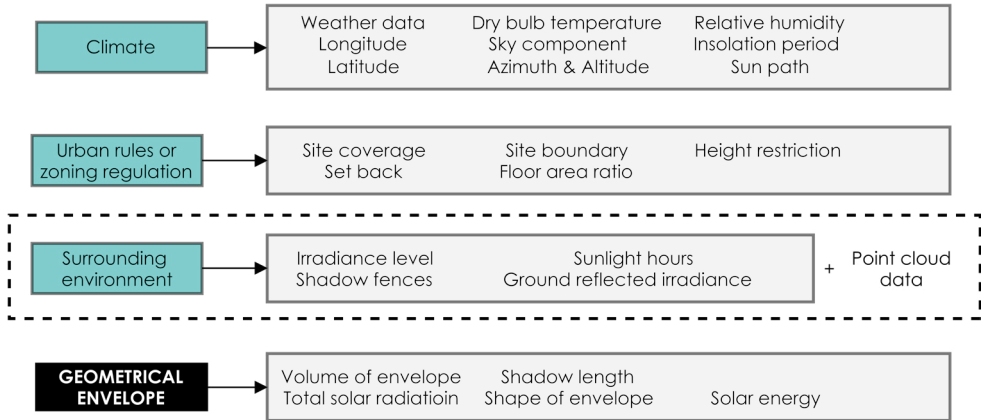 Climate
Weather data Dry bulb temperature Relative humidity
Longitude Sky component Insolation period
Latitude Azimuth & Altitude Sun path
Urban rules or
zoning regulation
Site coverage Site boundary Height restriction
Set back Floor area ratio
Surrounding
environment
Irradiance level Sunlight hours
Shadow fences Ground reflected irradiance
+ Point cloud
data
GEOMETRICAL
ENVELOPE
Volume of envelope Shadow length
Total solar radiatioin Shape of envelope Solar energy